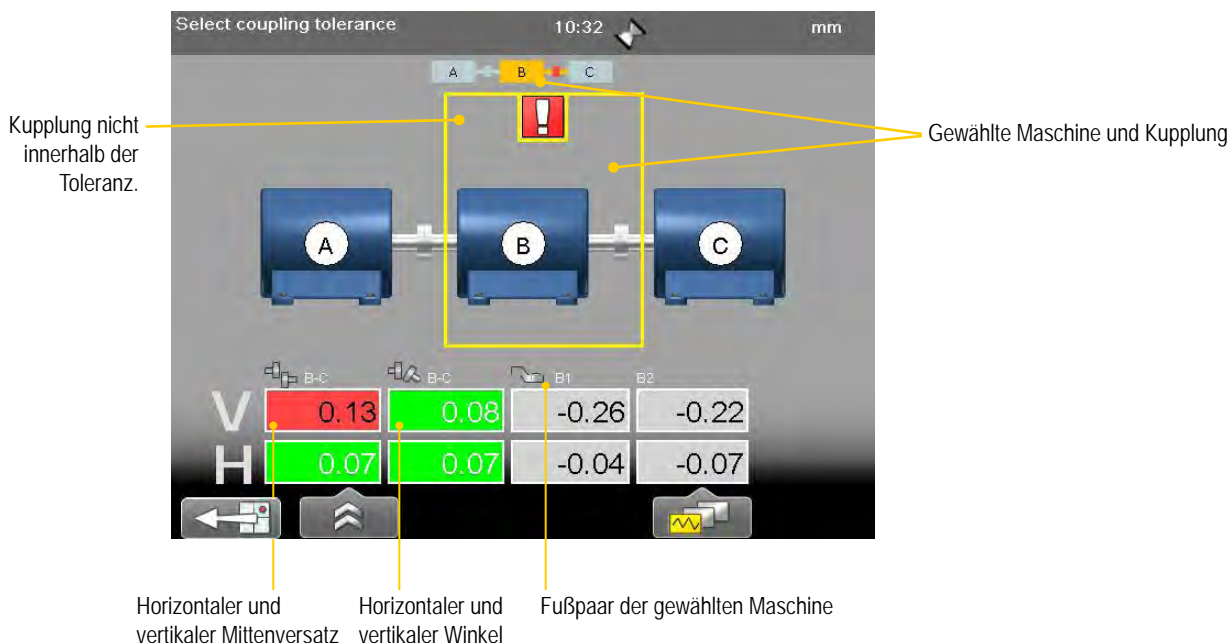 Select coupling tolerance 10:32 mm
A B C
Kupplung nicht
innerhalb der
Toleranz.
Gewählte Maschine und Kupplung
A B C
B-C B-C B1 B2
V 0.13 0.08 -0.26 -0.22
H 0.07 0.07 -0.04 -0.07
Horizontaler und
vertikaler Mittenversatz
Horizontaler und
vertikaler Winkel
Fußpaar der gewählten Maschine